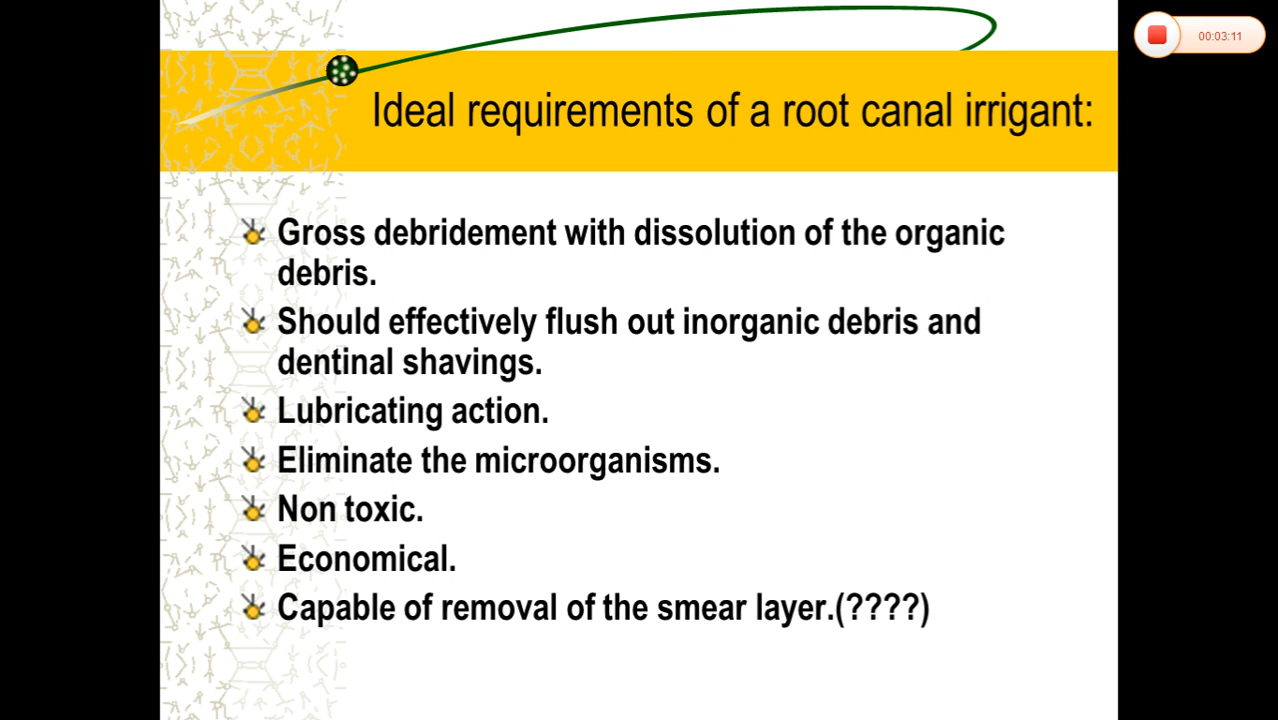 00:03:11
Ideal requirements of a root canal irrigant:
Gross debridement with dissolution of the organic
debris.
Should effectively flush out inorganic debris and
dentinal shavings.
Lubricating action.
Eliminate the microorganisms.
Non toxic.
Economical.
Capable of removal of the smear layer.(????)